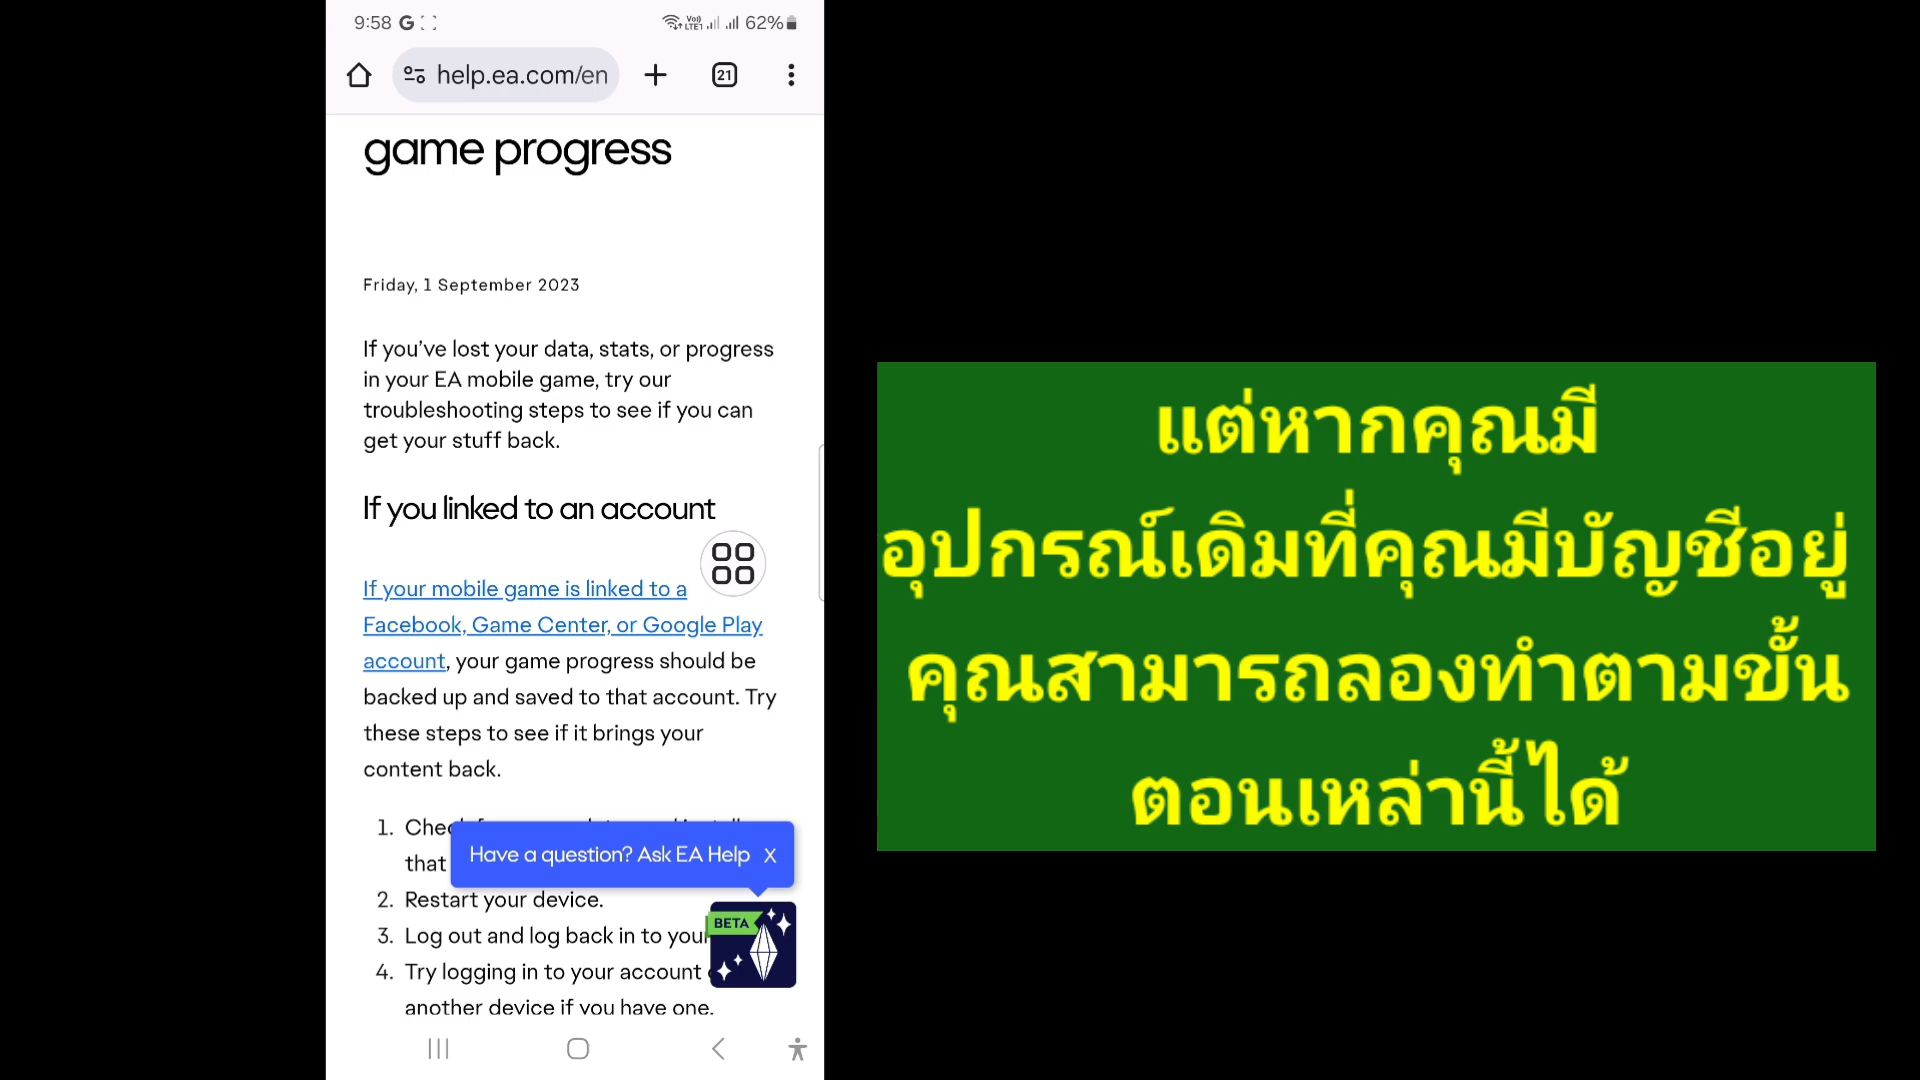 9:58 G
Vo)) LTE1 62%
help.ea.com/en
21
game progress
Friday, 1 September 2023
If you've lost your data, stats, or progress
in your EA mobile game, try our
troubleshooting steps to see if you can
get your stuff back.
If you linked to an account
If your mobile game is linked to a
Facebook, Game Center, or Google Play
account, your game progress should be
backed up and saved to that account. Try
these steps to see if it brings your
content back.
1. Che
that
Have a question? Ask EA Help X
2. Restart your device.
BETA
3. Log out and log back in to your
4. Try logging in to your account
another device if you have one.
แต่หากคุณมี
อุปกรณ์เดิมที่คุณมีบัญชีอยู่
คุณสามารถลองทำตามขั้น
ตอนเหล่านี้ได้